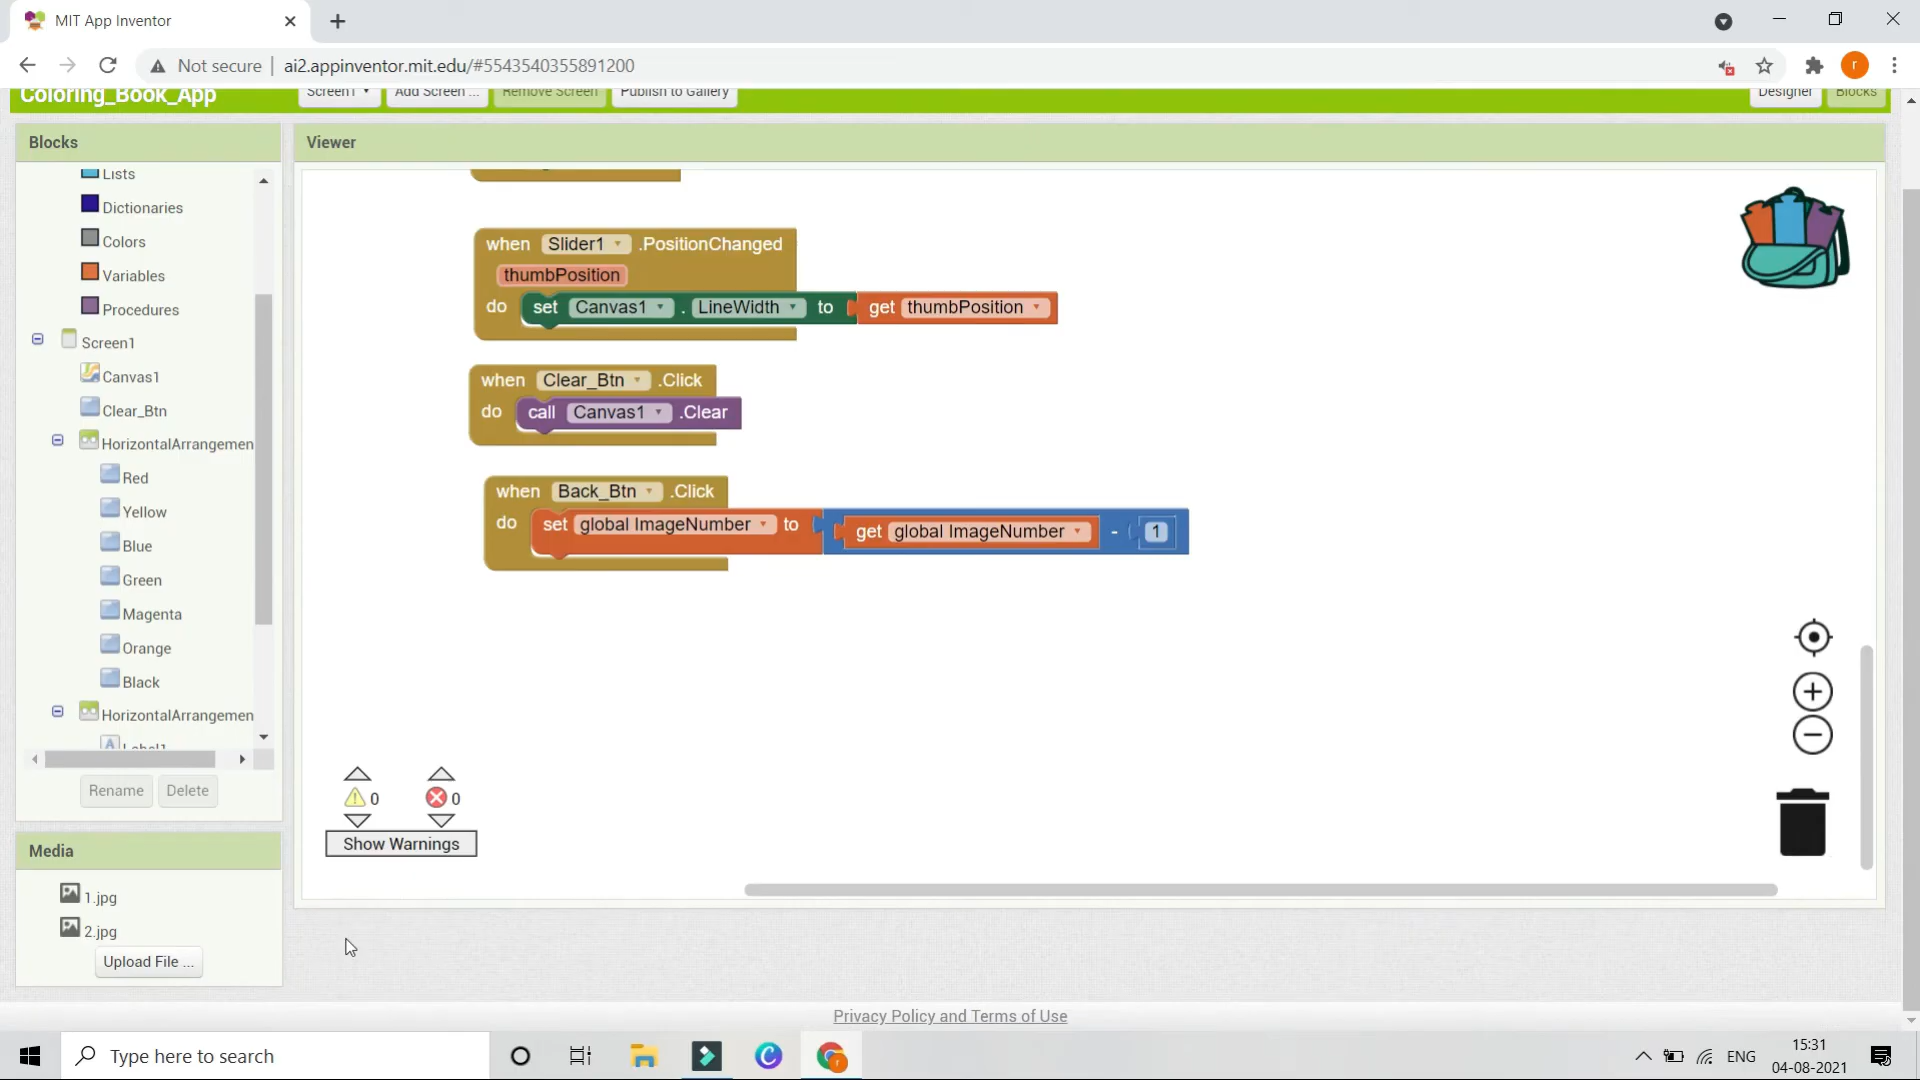 MIT App Inventor
Not secure
ai2.appinventor.mit.edu/#5543540355891200
r
Coloring_Book_App
Screen1
Add Screen ...
Remove Screen
Publish to Gallery
Designer
Blocks
Blocks
Viewer
Lists
Dictionaries
Colors
Variables
Procedures
Screen1
Canvas1
Clear_Btn
HorizontalArrangemen
Red
Yellow
Blue
Green
Magenta
Orange
Black
HorizontalArrangemen
Label1
Rename
Delete
Media
1.jpg
2.jpg
Upload File ...
when Slider1 .PositionChanged
thumbPosition
do set Canvas1 . LineWidth to get thumbPosition
when Clear_Btn .Click
do call Canvas1 .Clear
when Back_Btn .Click
do set global ImageNumber to get global ImageNumber - 1
0 0
Show Warnings
Privacy Policy and Terms of Use
Type here to search
ENG
15:31
04-08-2021